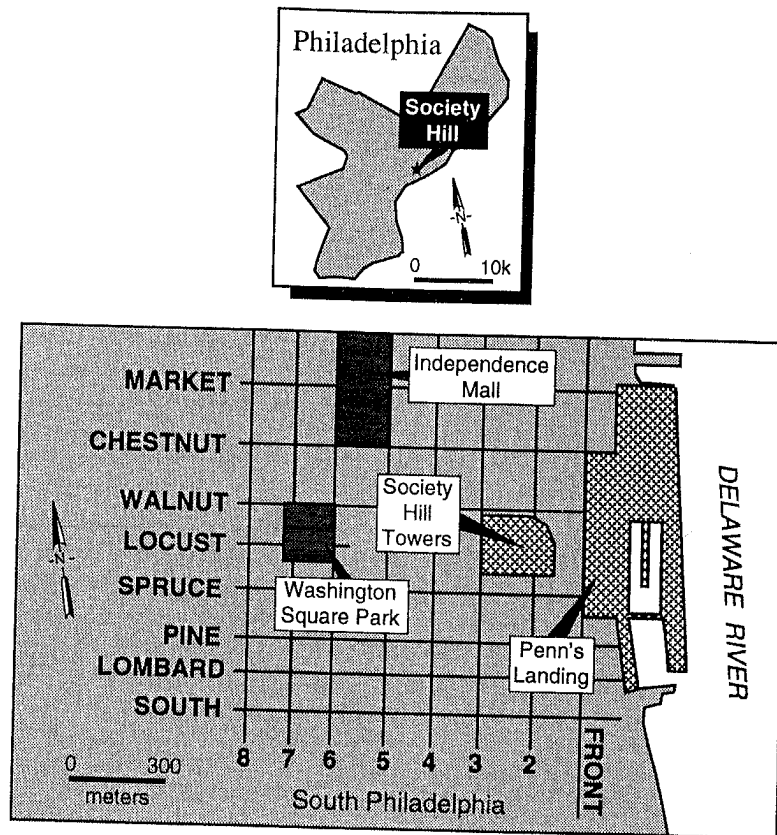 Philadelphia
Society
Hill
-N-
0 10k
MARKET
CHESTNUT
WALNUT
LOCUST
SPRUCE
PINE
LOMBARD
SOUTH
Independence
Mall
Society
Hill
Towers
Washington
Square Park
Penn's
Landing
DELAWARE RIVER
-N-
0 300
meters
8 7 6 5 4 3 2 FRONT
South Philadelphia